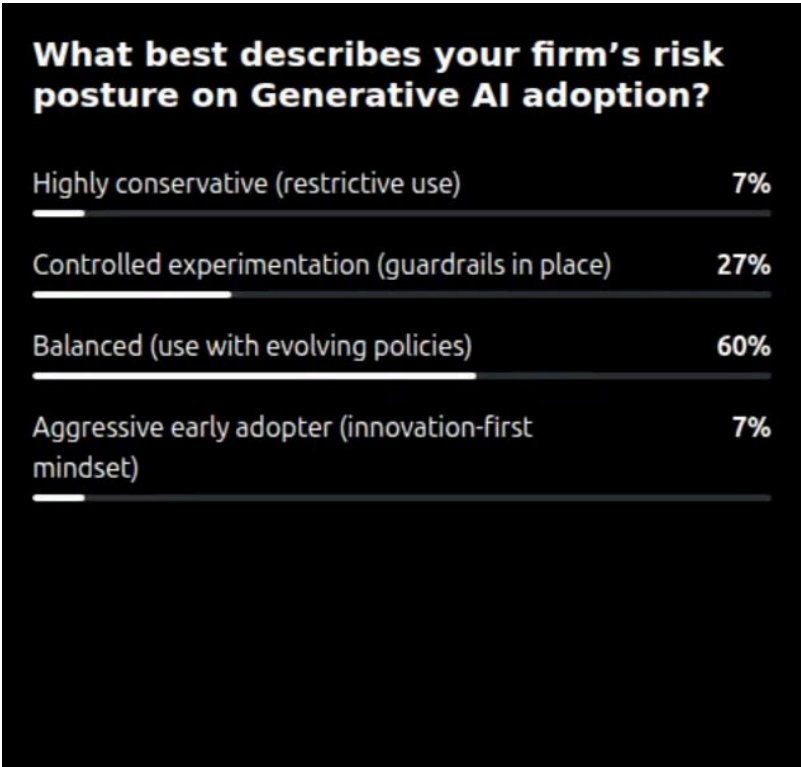 What best describes your firm’s risk
posture on Generative AI adoption?
Highly conservative (restrictive use) 7%
Controlled experimentation (guardrails in place) 27%
Balanced (use with evolving policies) 60%
Aggressive early adopter (innovation-first 7%
mindset)